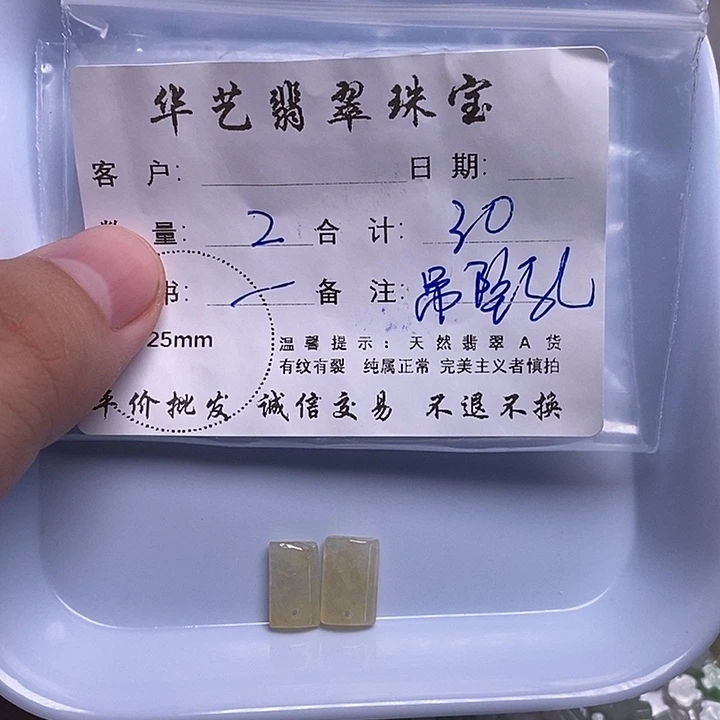 华艺翡翠珠宝
客 户: 日 期:
量: 2 合 计: 30
书: 一 备 注: 吊坠孔
25mm
温馨提示: 天然翡翠A货
有纹有裂 纯属正常 完美主义者慎拍
平价批发 诚信交易 不退不换